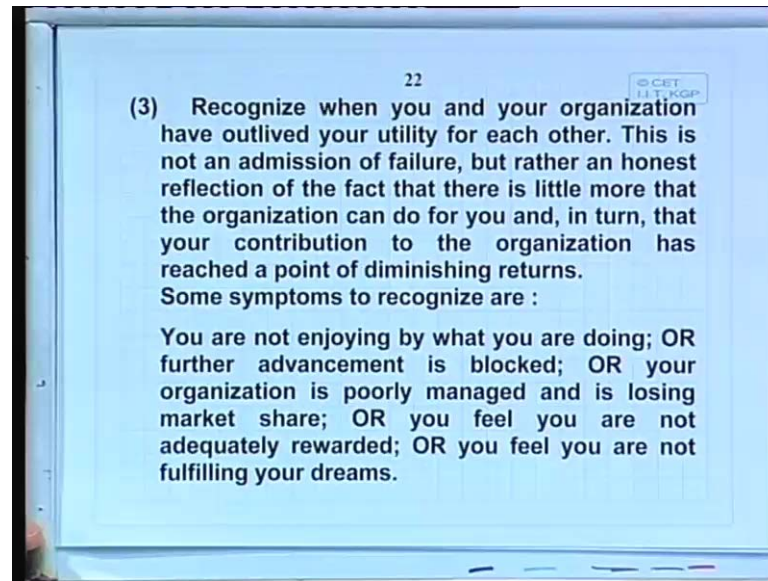 22
© CET
I.I.T. KGP
(3) Recognize when you and your organization
have outlived your utility for each other. This is
not an admission of failure, but rather an honest
reflection of the fact that there is little more that
the organization can do for you and, in turn, that
your contribution to the organization has
reached a point of diminishing returns.
Some symptoms to recognize are :
You are not enjoying by what you are doing; OR
further advancement is blocked; OR your
organization is poorly managed and is losing
market share; OR you feel you are not
adequately rewarded; OR you feel you are not
fulfilling your dreams.